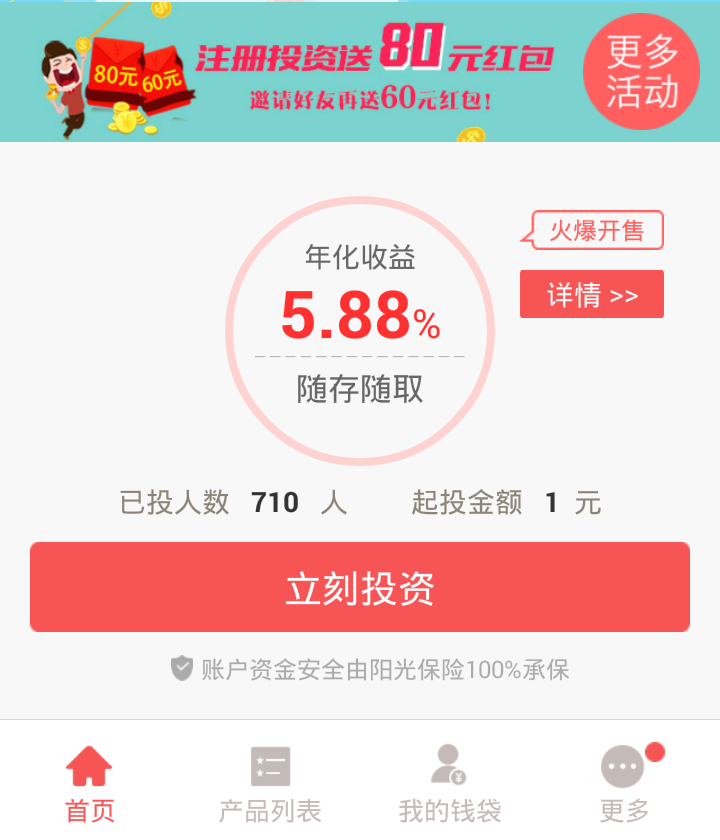 80元
60元
注册投资送80元红包
邀请好友再送60元红包!
更多
活动
年化收益
5.88%
随存随取
火爆开售
详情 >>
已投人数 710 人 起投金额 1 元
立刻投资
账户资金安全由阳光保险100%承保
首页 产品列表 我的钱袋 更多